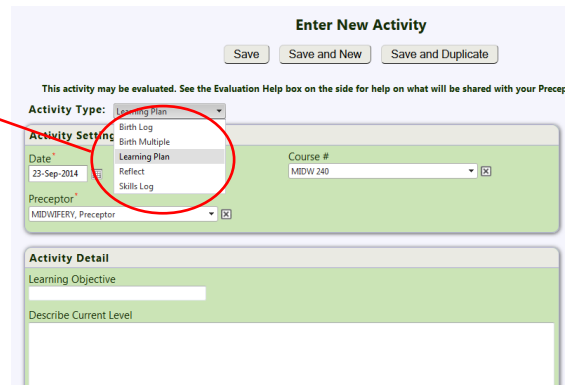 Enter New Activity
Save Save and New Save and Duplicate
This activity may be evaluated. See the Evaluation Help box on the side for help on what will be shared with your
Activity Type: Learning Plan
Birth Log
Birth Multiple
Learning Plan
Reflect
Skills Log
Activity
Date*
23-Sep-2014
Course #
MIDW 240
Preceptor*
MIDWIFERY, Preceptor
Activity Detail
Learning Objective
Describe Current Level